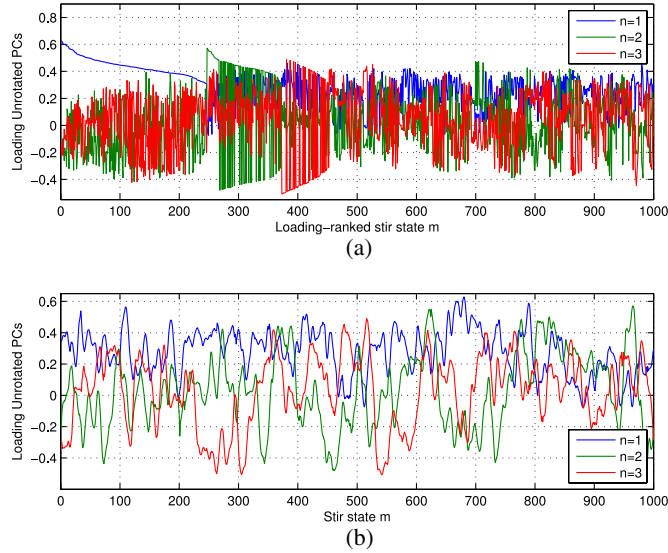 0.8
0.6
0.4
0.2
0
−0.2
−0.4
Loading Unrotated PCs
n=1
n=2
n=3
0 100 200 300 400 500 600 700 800 900 1000
Loading−ranked stir state m
(a)
0.6
0.4
0.2
0
−0.2
−0.4
Loading Unrotated PCs
n=1
n=2
n=3
0 100 200 300 400 500 600 700 800 900 1000
Stir state m
(b)